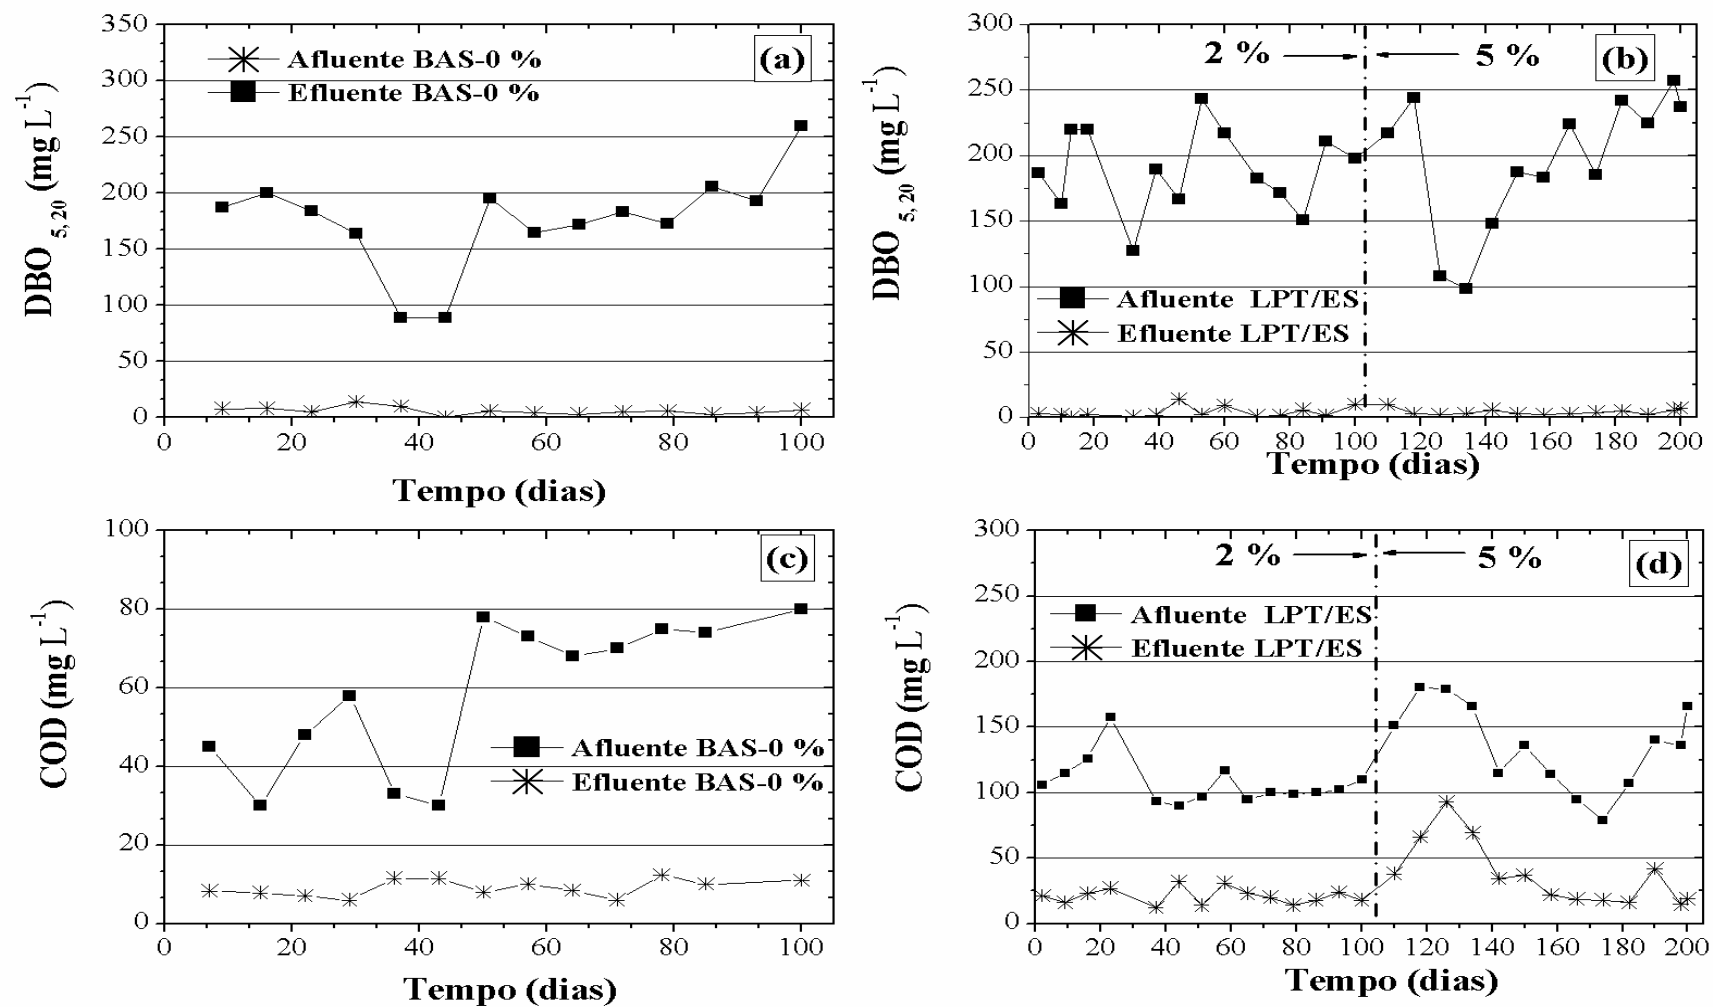 350
300
250
200
150
100
50
0
DBO 5,20 (mg L-1)
Afluente BAS-0 %
Efluente BAS-0 %
(a)
0 20 40 60 80 100
Tempo (dias)
300
250
200
150
100
50
0
DBO 5,20 (mg L-1)
2 %
5 %
(b)
Afluente LPT/ES
Efluente LPT/ES
0 20 40 60 80 100 120 140 160 180 200
Tempo (dias)
100
80
60
40
20
0
COD (mg L-1)
(c)
Afluente BAS-0 %
Efluente BAS-0 %
0 20 40 60 80 100
Tempo (dias)
300
250
200
150
100
50
0
COD (mg L-1)
2 %
5 %
(d)
Afluente LPT/ES
Efluente LPT/ES
0 20 40 60 80 100 120 140 160 180 200
Tempo (dias)